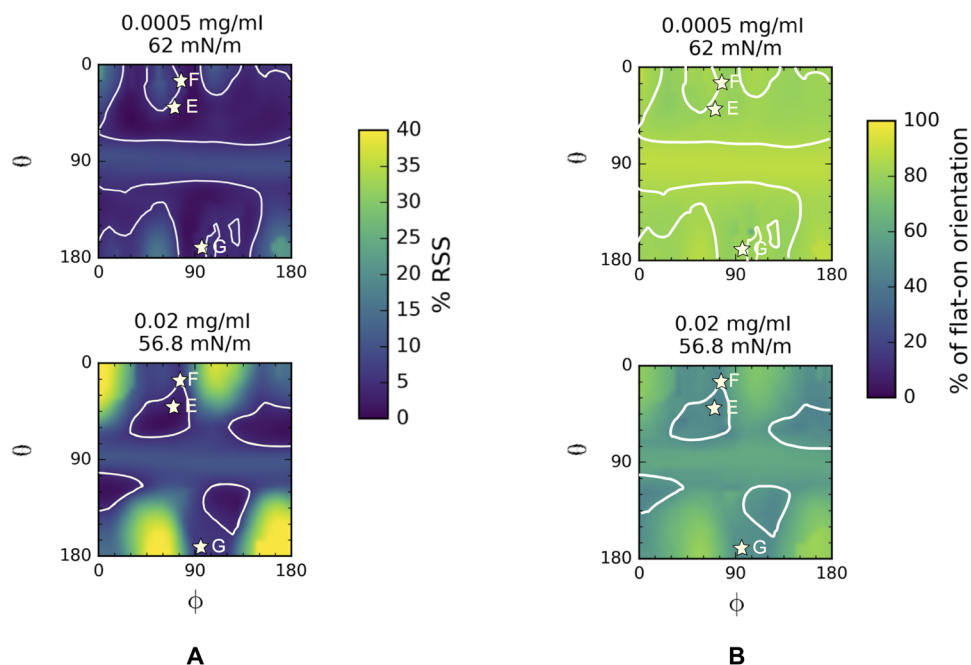 0.0005 mg/ml
62 mN/m
0
90
180
θ
F
E
G
0
90
180
0.02 mg/ml
56.8 mN/m
0
90
180
θ
F
E
G
0
90
180
ϕ
40
35
30
25
20
15
10
5
0
% RSS
A
0.0005 mg/ml
62 mN/m
0
90
180
θ
F
E
G
0
90
180
0.02 mg/ml
56.8 mN/m
0
90
180
θ
F
E
G
0
90
180
ϕ
100
80
60
40
20
0
% of flat-on orientation
B